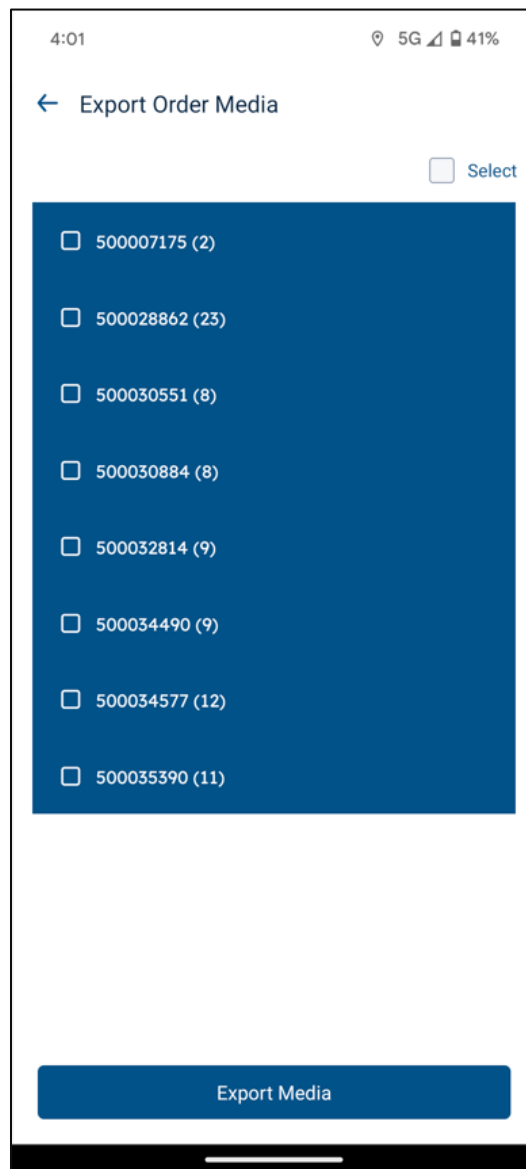 4:01 5G 41%
Export Order Media
Select
500007175 (2)
500028862 (23)
500030551 (8)
500030884 (8)
500032814 (9)
500034490 (9)
500034577 (12)
500035390 (11)
Export Media